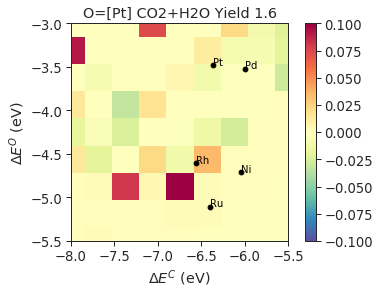 O=[Pt] CO2+H2O Yield 1.6
−3.0
−3.5
−4.0
−4.5
−5.0
−5.5
ΔE^O (eV)
Pt
Pd
Rh
Ni
Ru
−8.0 −7.5 −7.0 −6.5 −6.0 −5.5
ΔE^C (eV)
0.100
0.075
0.050
0.025
0.000
−0.025
−0.050
−0.075
−0.100